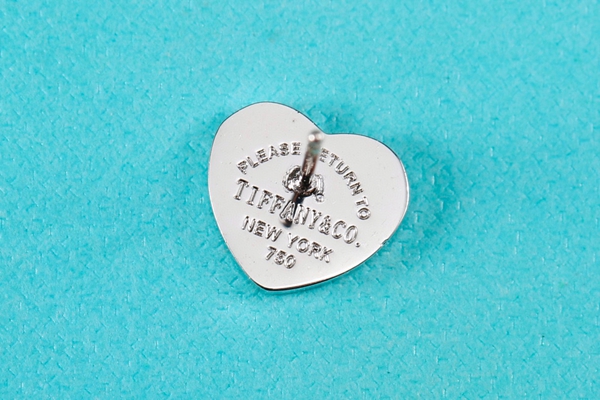 PLEASE RETURN TO
TIFFANY&CO.
NEW YORK
750